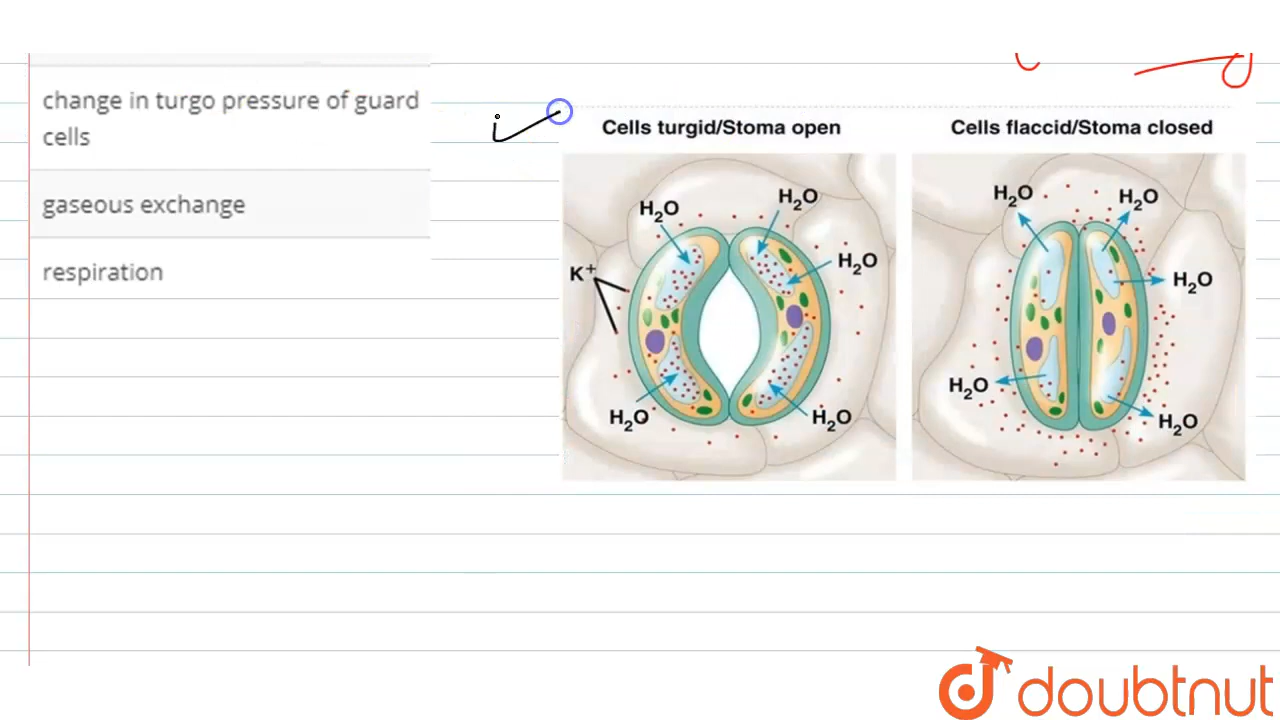 change in turgo pressure of guard
cells
gaseous exchange
respiration
Cells turgid/Stoma open
Cells flaccid/Stoma closed
H₂O
H₂O
H₂O
K⁺
H₂O
H₂O
H₂O
H₂O
H₂O
H₂O
H₂O
doubtnut